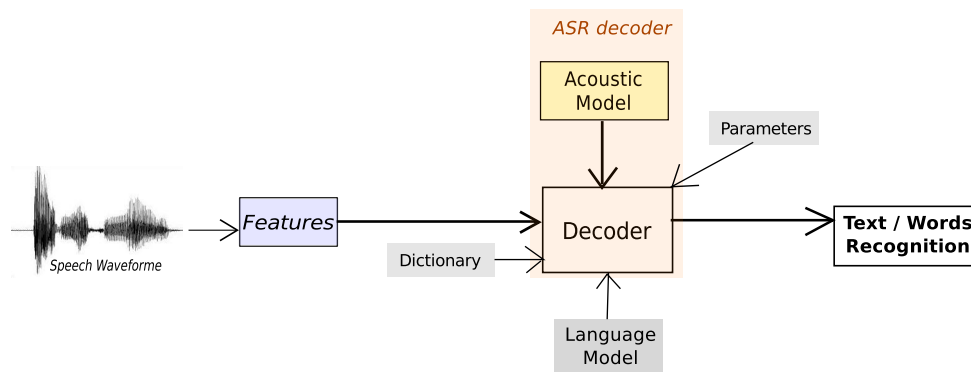 ASR decoder
Acoustic
Model
Parameters
Features
Speech Waveforme
Decoder
Text / Words
Recognition
Dictionary
Language
Model